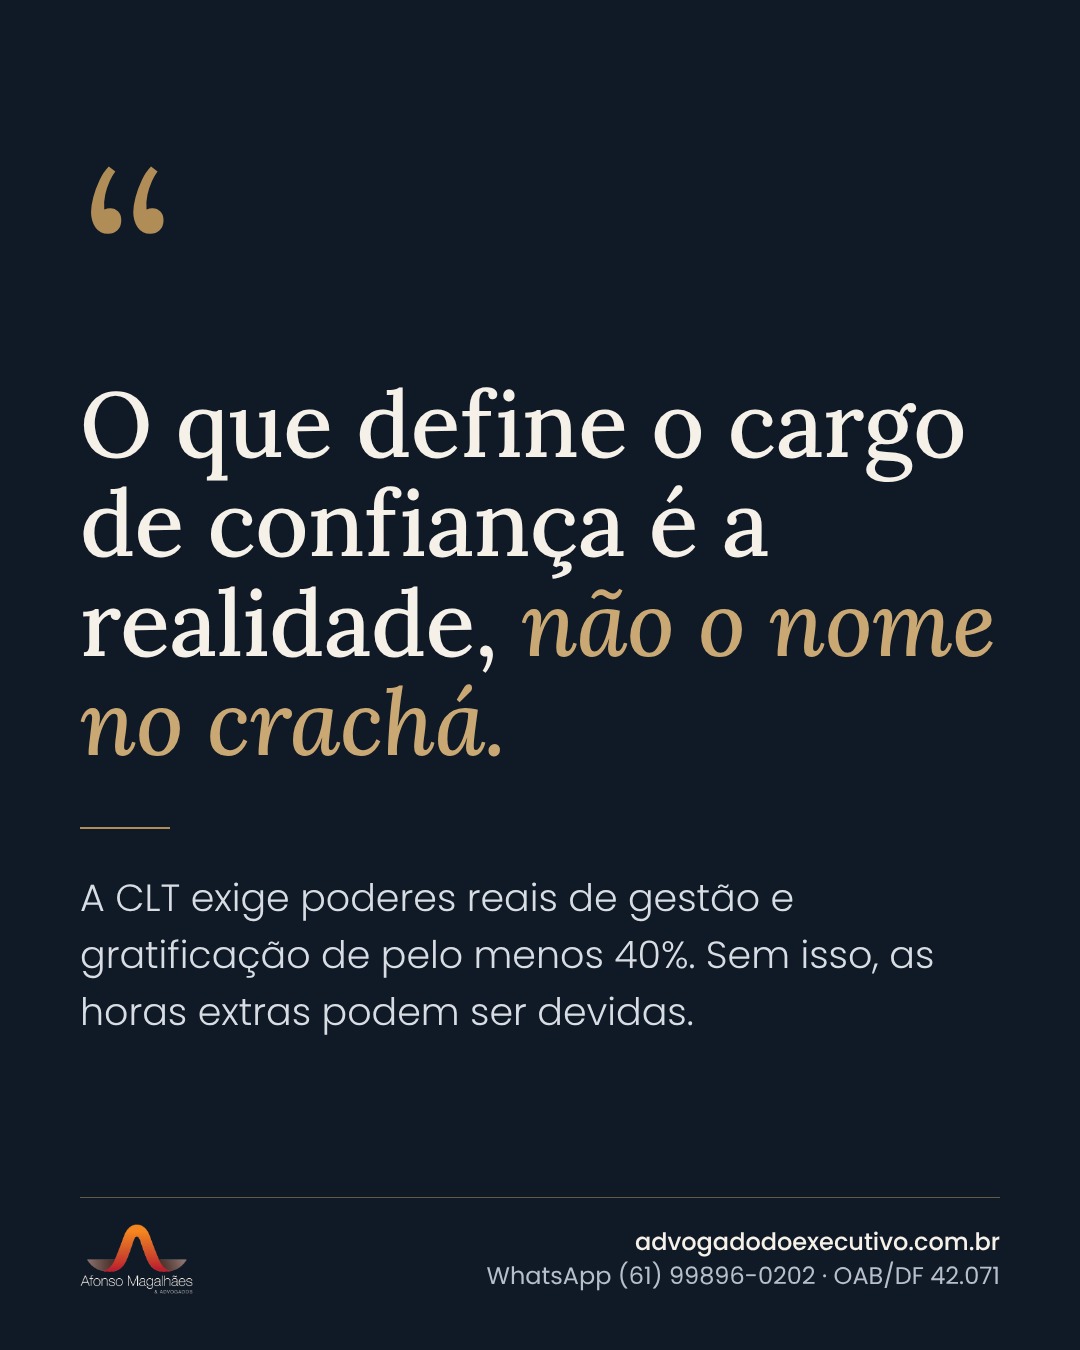 “
O que define o cargo
de confiança é a
realidade, não o nome
no crachá.
A CLT exige poderes reais de gestão e
gratificação de pelo menos 40%. Sem isso, as
horas extras podem ser devidas.
Afonso Magalhães
& ADVOGADOS
advogadodoexecutivo.com.br
WhatsApp (61) 99896-0202 · OAB/DF 42.071